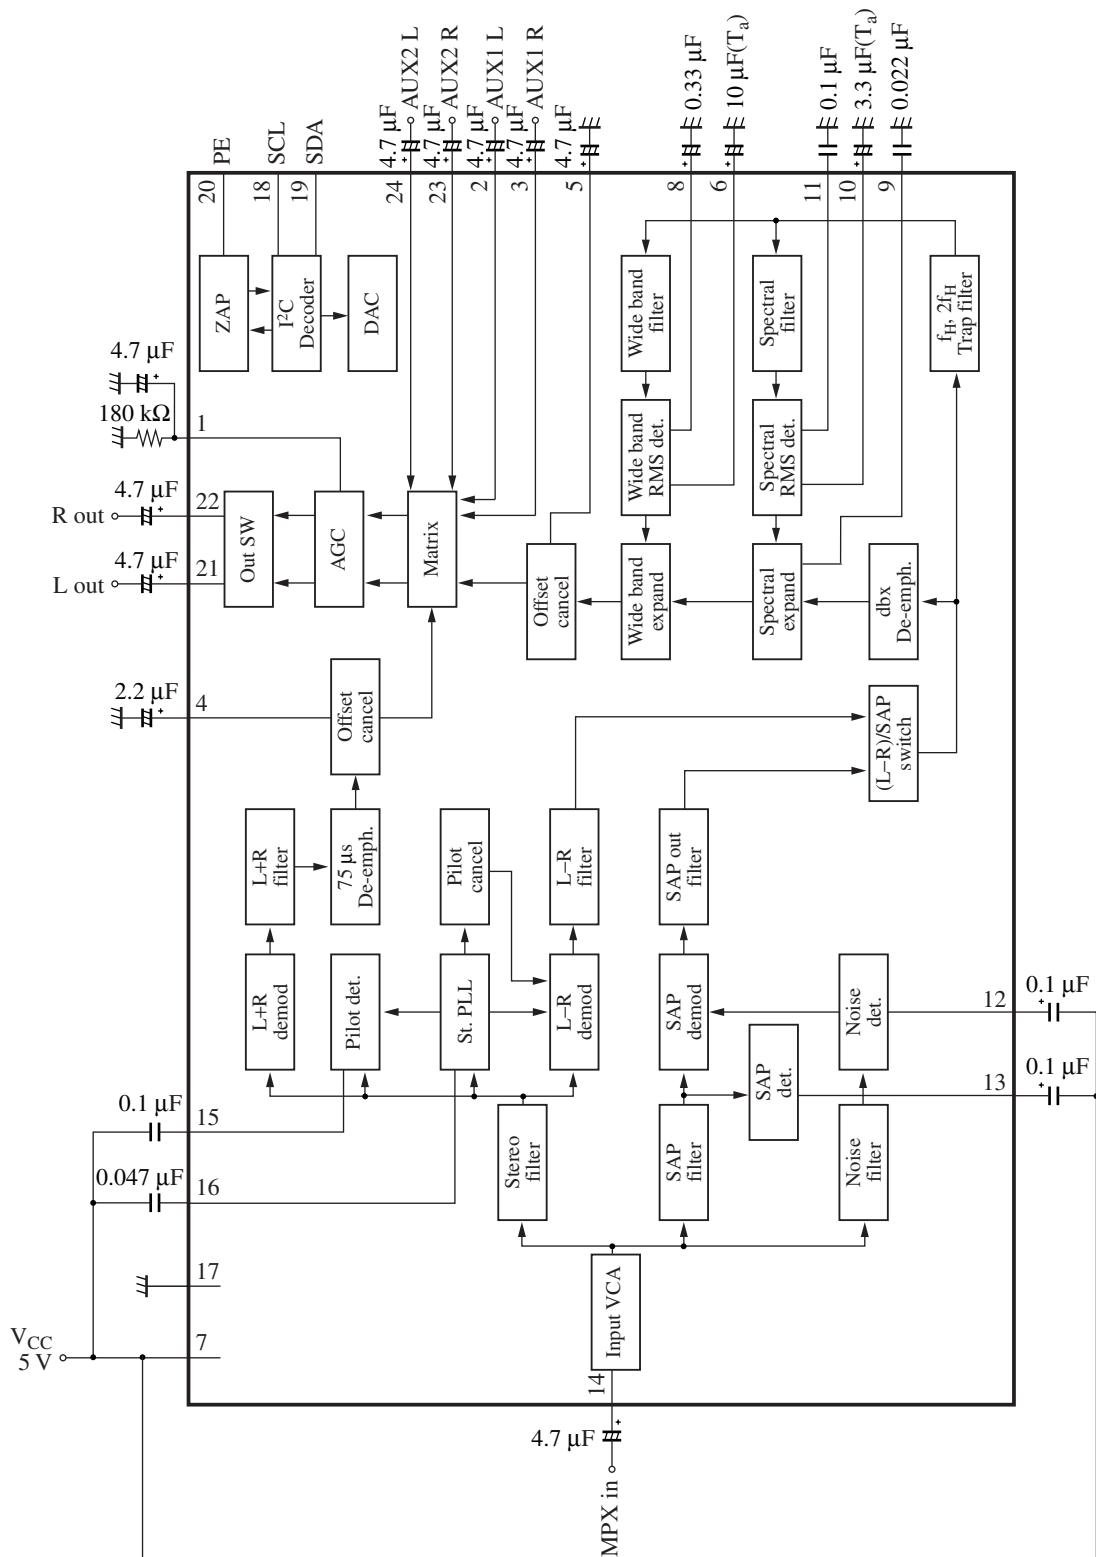 AUX2 L
AUX2 R
AUX1 L
AUX1 R
4.7 μF
4.7 μF
4.7 μF
4.7 μF
4.7 μF
0.33 μF
10 μF(Ta)
0.1 μF
3.3 μF(Ta)
0.022 μF
PE
SCL
SDA
20
18
19
24
23
2
3
5
8
6
11
10
9
ZAP
I²C
Decoder
DAC
Wide band
filter
Spectral
filter
fH, 2fH
Trap filter
4.7 μF
180 kΩ
1
Wide band
RMS det.
Spectral
RMS det.
4.7 μF
R out
22
4.7 μF
L out
21
Out SW
AGC
Matrix
Offset
cancel
Wide band
expand
Spectral
expand
dbx
De-emph.
2.2 μF
4
Offset
cancel
(L−R)/SAP
switch
L+R
filter
75 μs
De-emph.
Pilot
cancel
L−R
filter
SAP out
filter
L+R
demod
Pilot det.
St. PLL
L−R
demod
SAP
demod
Noise
det.
12
0.1 μF
SAP
det.
13
0.1 μF
0.1 μF
15
0.047 μF
16
Stereo
filter
SAP
filter
Noise
filter
17
VCC
5 V
7
Input VCA
14
4.7 μF
MPX in